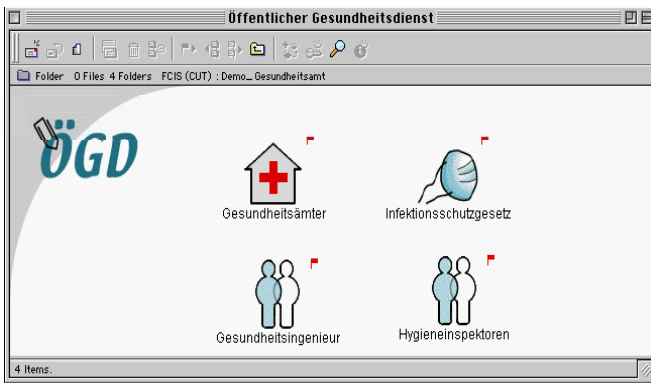 Öffentlicher Gesundheitsdienst
Folder 0 Files 4 Folders FCIS (CUT) : Demo_Gesundheitsamt
ÖGD
Gesundheitsämter
Infektionsschutzgesetz
Gesundheitsingenieur
Hygieneinspektoren
4 Items.